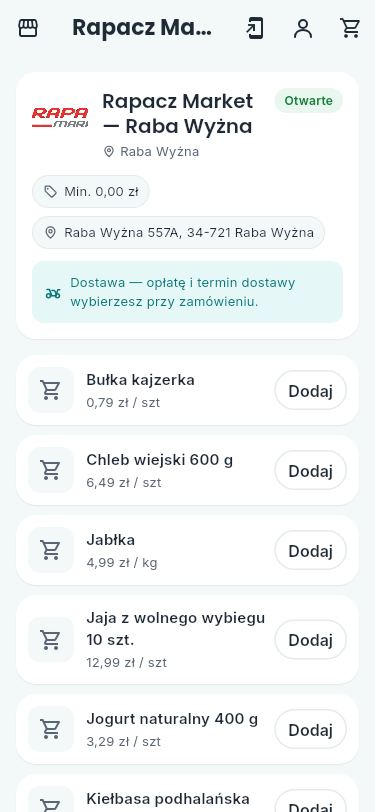 Rapacz Ma...
RAPA
MARK
Rapacz Market
— Raba Wyżna
Otwarte
Raba Wyżna
Min. 0,00 zł
Raba Wyżna 557A, 34-721 Raba Wyżna
Dostawa — opłatę i termin dostawy
wybierzesz przy zamówieniu.
Bułka kajzerka
0,79 zł / szt
Dodaj
Chleb wiejski 600 g
6,49 zł / szt
Dodaj
Jabłka
4,99 zł / kg
Dodaj
Jaja z wolnego wybiegu
10 szt.
12,99 zł / szt
Dodaj
Jogurt naturalny 400 g
3,29 zł / szt
Dodaj
Kiełbasa podhalańska
Dodaj